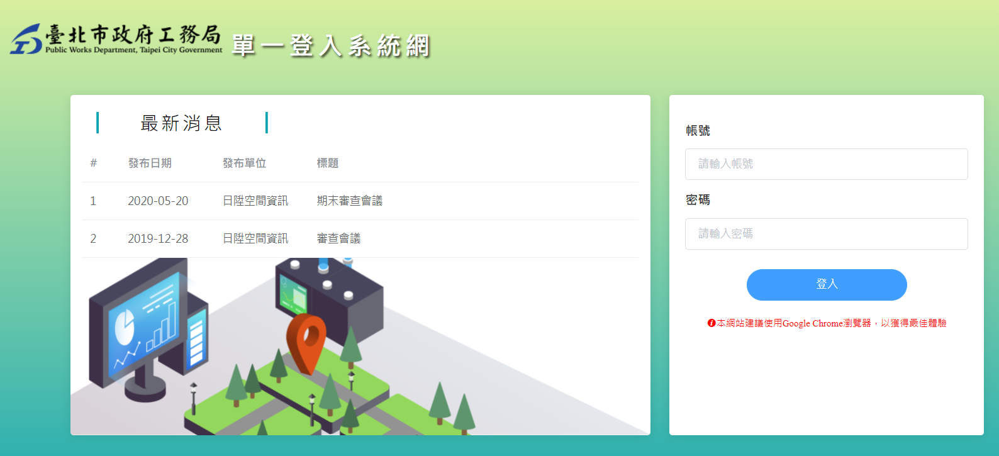 臺北市政府工務局
Public Works Department, Taipei City Government
單一登入系統網
最新消息
# 發布日期 發布單位 標題
1 2020-05-20 日陞空間資訊 期末審查會議
2 2019-12-28 日陞空間資訊 審查會議
帳號
請輸入帳號
密碼
請輸入密碼
登入
本網站建議使用Google Chrome瀏覽器，以獲得最佳體驗